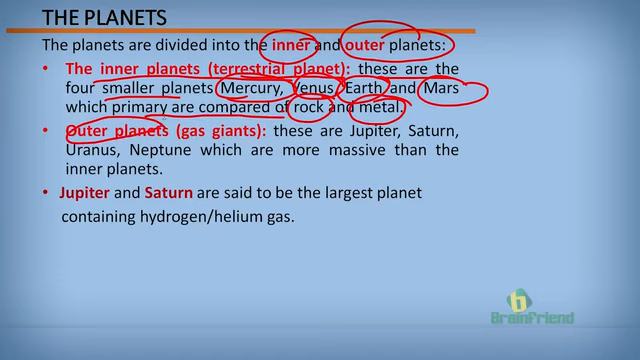 THE PLANETS
The planets are divided into the inner and outer planets:
• The inner planets (terrestrial planet): these are the
four smaller planets Mercury, Venus, Earth and Mars
which primary are compared of rock and metal.
• Outer planets (gas giants): these are Jupiter, Saturn,
Uranus, Neptune which are more massive than the
inner planets.
• Jupiter and Saturn are said to be the largest planet
containing hydrogen/helium gas.
b
Brainfriend